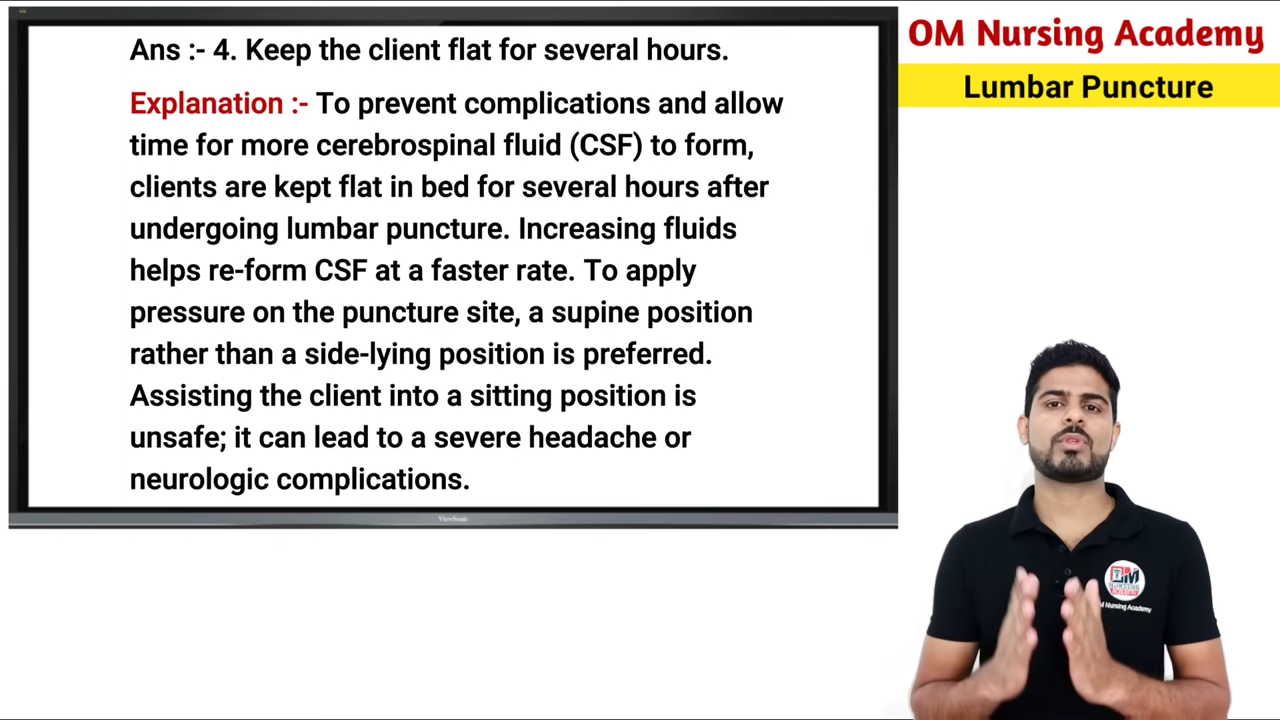 Ans :- 4. Keep the client flat for several hours.
Explanation :- To prevent complications and allow
time for more cerebrospinal fluid (CSF) to form,
clients are kept flat in bed for several hours after
undergoing lumbar puncture. Increasing fluids
helps re-form CSF at a faster rate. To apply
pressure on the puncture site, a supine position
rather than a side-lying position is preferred.
Assisting the client into a sitting position is
unsafe; it can lead to a severe headache or
neurologic complications.
ViewSonic
OM Nursing Academy
Lumbar Puncture
OM
M Nursing Academy